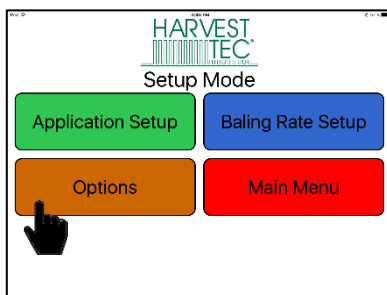 HARVEST
TEC
Setup Mode
Application Setup
Baling Rate Setup
Options
Main Menu